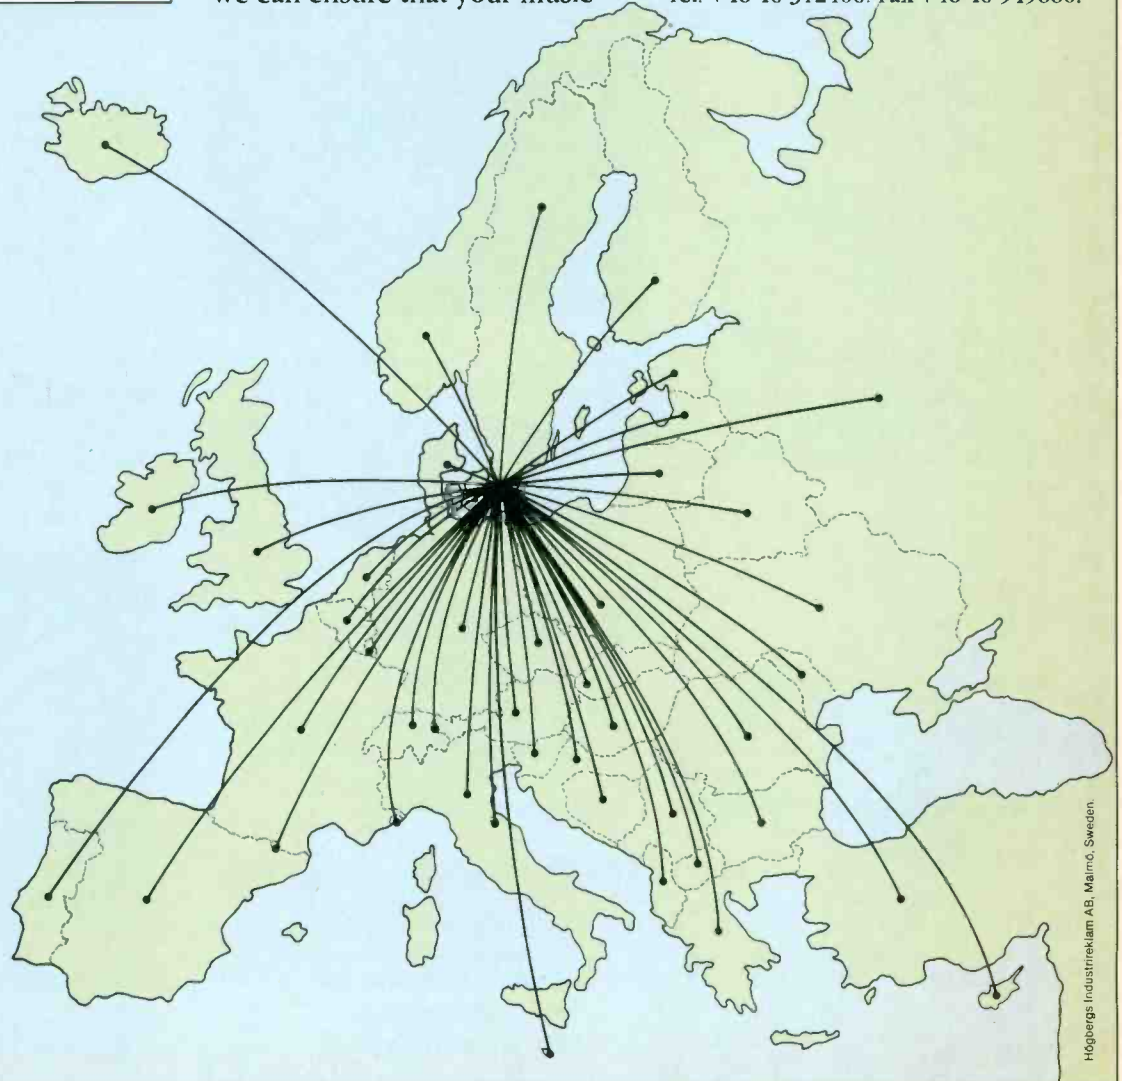 we can ensure that your music
Högbergs Industrireklam AB, Malmö, Sweden.